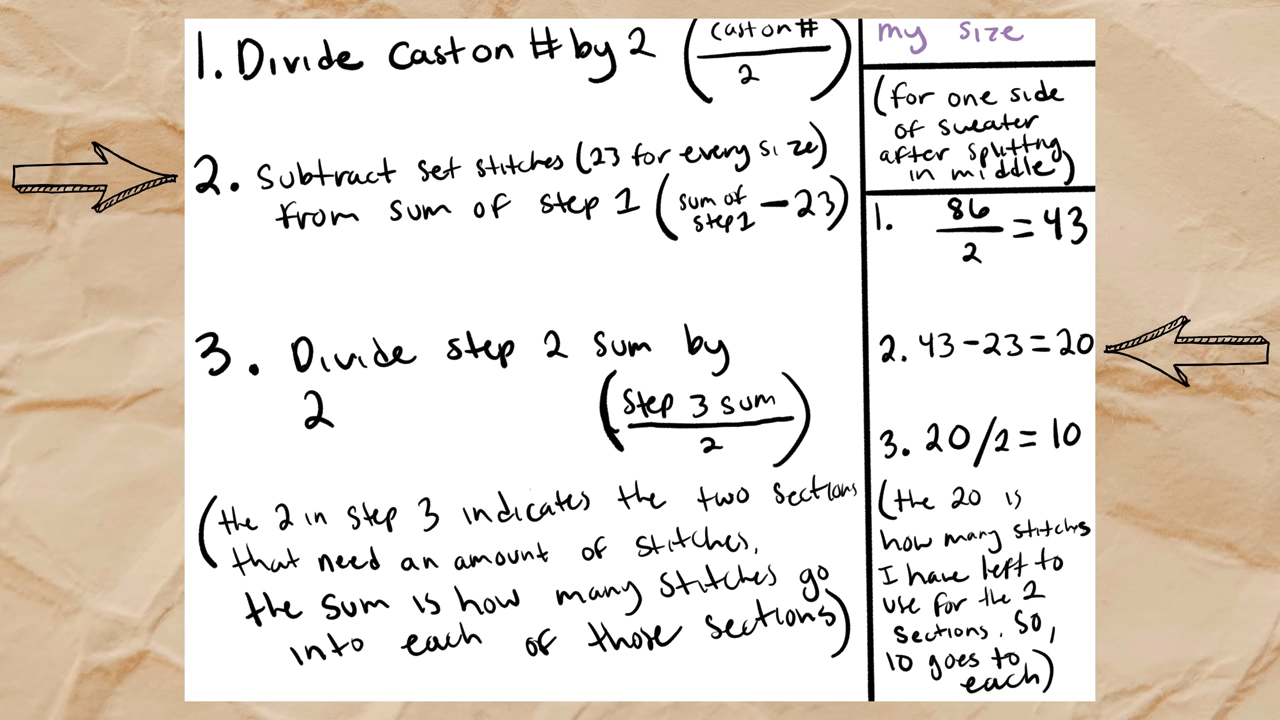 1. Divide Cast on # by 2 (cast on # / 2)
2. Subtract set stitches (23 for every size)
from sum of step 1 (sum of step 1 - 23)
3. Divide step 2 sum by
2 (Step 3 sum / 2)
(the 2 in step 3 indicates the two sections
that need an amount of stitches.
the sum is how many stitches go
into each of those sections)
my size
(for one side
of sweater
after splitting
in middle)
1. 86 / 2 = 43
2. 43 - 23 = 20
3. 20/2 = 10
(the 20 is
how many stitches
I have left to
use for the 2
sections. So,
10 goes to
each)